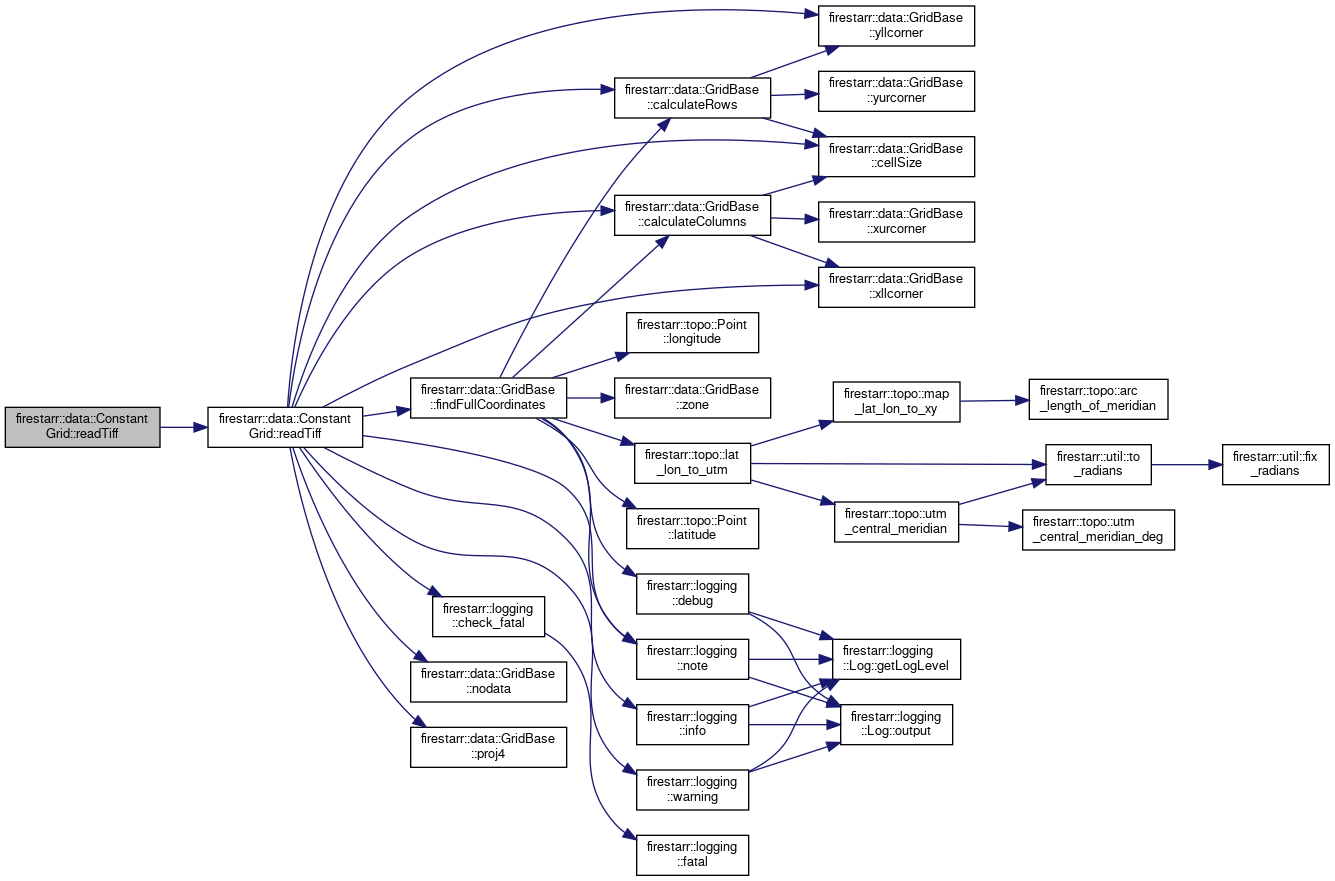 firestarr::data::Constant
Grid::readTiff
firestarr::data::Constant
Grid::readTiff
firestarr::data::GridBase
::findFullCoordinates
firestarr::logging
::check_fatal
firestarr::data::GridBase
::nodata
firestarr::data::GridBase
::proj4
firestarr::data::GridBase
::calculateRows
firestarr::data::GridBase
::calculateColumns
firestarr::topo::Point
::longitude
firestarr::data::GridBase
::zone
firestarr::topo::lat
_lon_to_utm
firestarr::topo::Point
::latitude
firestarr::logging
::debug
firestarr::logging
::note
firestarr::logging
::info
firestarr::logging
::warning
firestarr::logging
::fatal
firestarr::data::GridBase
::yllcorner
firestarr::data::GridBase
::yurcorner
firestarr::data::GridBase
::cellSize
firestarr::data::GridBase
::xurcorner
firestarr::data::GridBase
::xllcorner
firestarr::topo::map
_lat_lon_to_xy
firestarr::topo::utm
_central_meridian
firestarr::logging
::Log::getLogLevel
firestarr::logging
::Log::output
firestarr::topo::arc
_length_of_meridian
firestarr::util::to
_radians
firestarr::topo::utm
_central_meridian_deg
firestarr::util::fix
_radians